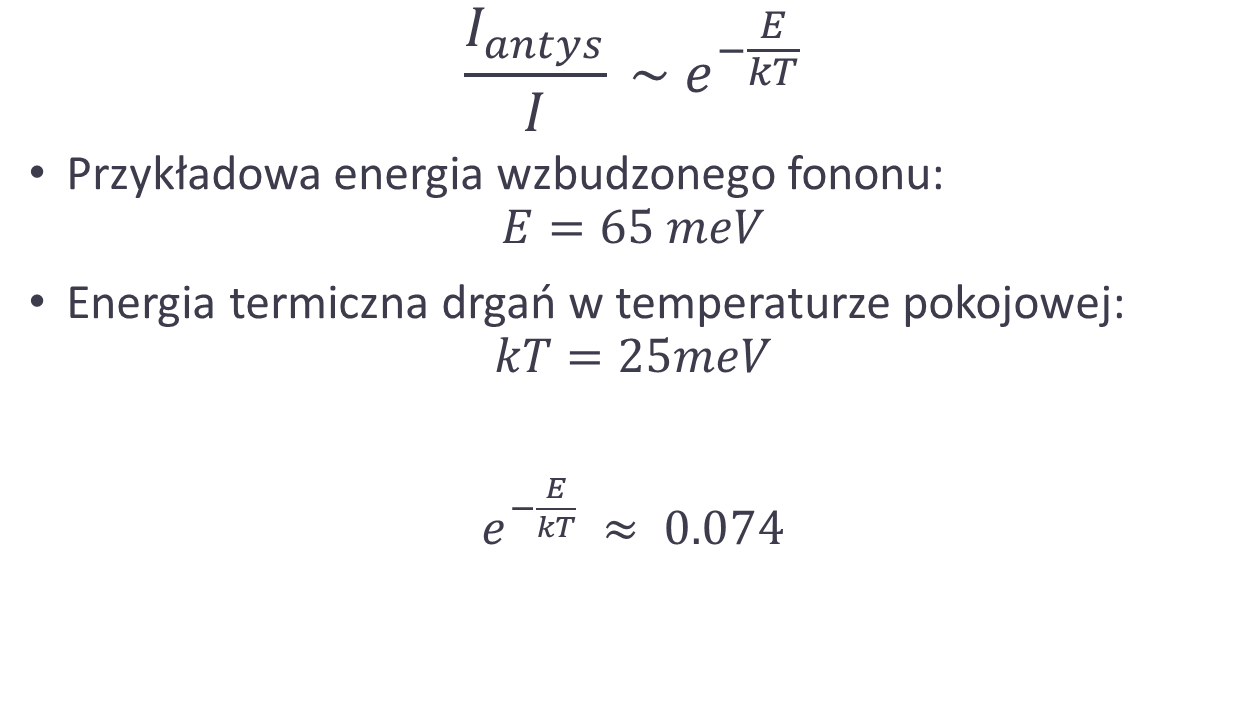 I_antys / I ~ e^(−E/kT)
• Przykładowa energia wzbudzonego fononu:
E = 65 meV
• Energia termiczna drgań w temperaturze pokojowej:
kT = 25meV
e^(−E/kT) ≈ 0.074